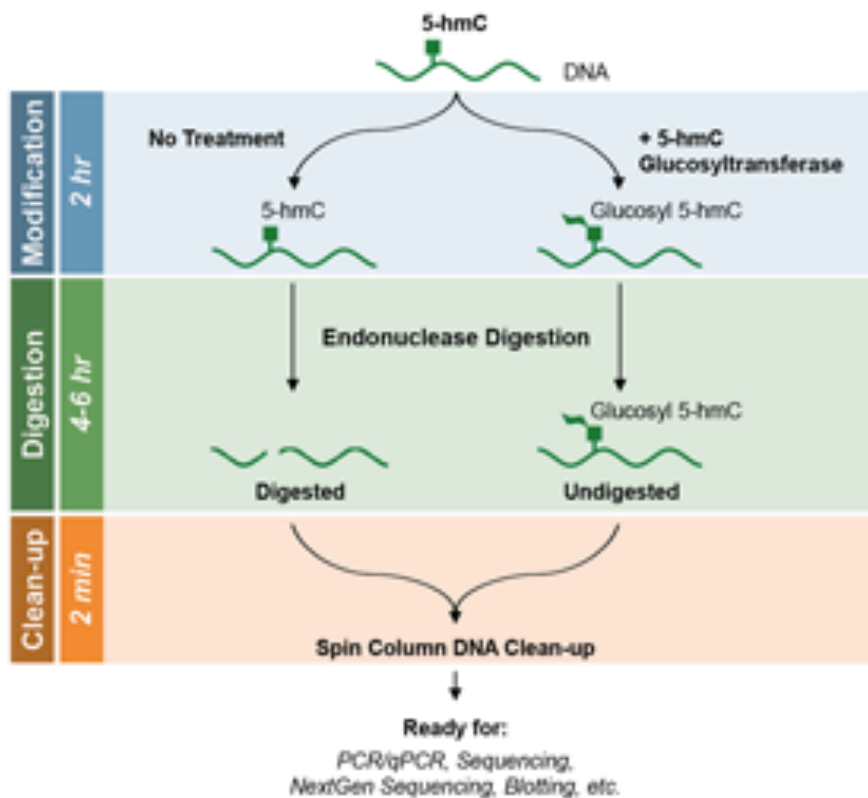 5-hmC
DNA
Modification
2 hr
No Treatment
+ 5-hmC
Glucosyltransferase
5-hmC
Glucosyl 5-hmC
Digestion
4-6 hr
Endonuclease Digestion
Glucosyl 5-hmC
Digested
Undigested
Clean-up
2 min
Spin Column DNA Clean-up
Ready for:
PCR/qPCR, Sequencing,
NextGen Sequencing, Blotting, etc.